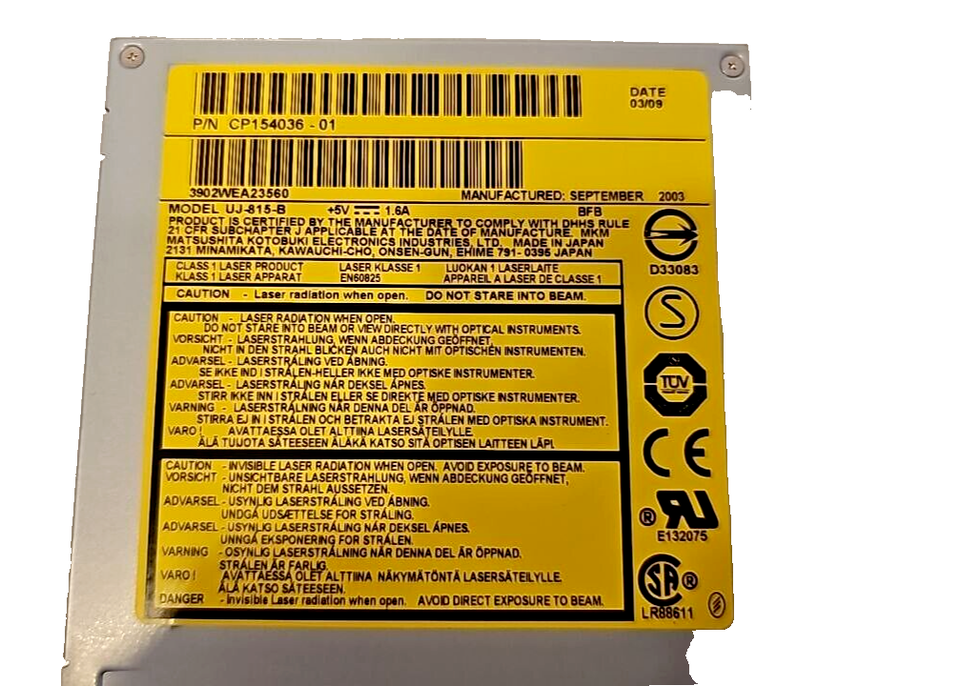 DATE
03/09
P/N CP154036 - 01
3902WEA23560 MANUFACTURED: SEPTEMBER 2003
MODEL UJ-815-B +5V 1.6A BFB
PRODUCT IS CERTIFIED BY THE MANUFACTURER TO COMPLY WITH DHHS RULE
21 CFR SUBCHAPTER J APPLICABLE AT THE DATE OF MANUFACTURE. MKM
MATSUSHITA KOTOBUKI ELECTRONICS INDUSTRIES, LTD. MADE IN JAPAN
2131 MINAMIKATA, KAWAUCHI-CHO, ONSEN-GUN, EHIME 791- 0395 JAPAN
D33083
CLASS 1 LASER PRODUCT LASER KLASSE 1 LUOKAN 1 LASERLAITE
KLASS 1 LASER APPARAT EN60825 APPAREIL A LASER DE CLASSE 1
CAUTION - Laser radiation when open. DO NOT STARE INTO BEAM.
S
CAUTION - LASER RADIATION WHEN OPEN.
DO NOT STARE INTO BEAM OR VIEW DIRECTLY WITH OPTICAL INSTRUMENTS.
VORSICHT - LASERSTRAHLUNG, WENN ABDECKUNG GEÖFFNET,
NICHT IN DEN STRAHL BLICKEN AUCH NICHT MIT OPTISCHEN INSTRUMENTEN.
ADVARSEL - LASERSTRÅLING VED ÅBNING.
SE IKKE IND I STRÅLEN-HELLER IKKE MED OPTISKE INSTRUMENTER.
ADVARSEL - LASERSTRÅLING NÅR DEKSEL ÅPNES.
STIRR IKKE INN I STRÅLEN ELLER SE DIREKTE MED OPTISKE INSTRUMENTER.
VARNING - LASERSTRÅLNING NÄR DENNA DEL ÄR ÖPPNAD.
STIRRA EJ IN I STRÅLEN OCH BETRAKTA EJ STRÅLEN MED OPTISKA INSTRUMENT.
VARO ! AVATTAESSA OLET ALTTIINA LASERSÄTEILYLLE.
ÄLÄ TUIJOTA SÄTEESEEN ÄLÄKÄ KATSO SITÄ OPTISEN LAITTEEN LÄPI.
TÜV
CE
CAUTION - INVISIBLE LASER RADIATION WHEN OPEN. AVOID EXPOSURE TO BEAM.
VORSICHT - UNSICHTBARE LASERSTRAHLUNG, WENN ABDECKUNG GEÖFFNET,
NICHT DEM STRAHL AUSSETZEN.
ADVARSEL - USYNLIG LASERSTRÅLING VED ÅBNING.
UNDGÅ UDSÆTTELSE FOR STRÅLING.
ADVARSEL - USYNLIG LASERSTRÅLING NÅR DEKSEL ÅPNES.
UNNGÅ EKSPONERING FOR STRÅLEN.
VARNING - OSYNLIG LASERSTRÅLNING NÄR DENNA DEL ÄR ÖPPNAD.
STRÅLEN ÄR FARLIG.
VARO ! AVATTAESSA OLET ALTTIINA NÄKYMÄTÖNTÄ LASERSÄTEILYLLE.
ÄLÄ KATSO SÄTEESEEN.
DANGER - Invisible Laser radiation when open. AVOID DIRECT EXPOSURE TO BEAM.
® RU
E132075
SA ®
LR88611